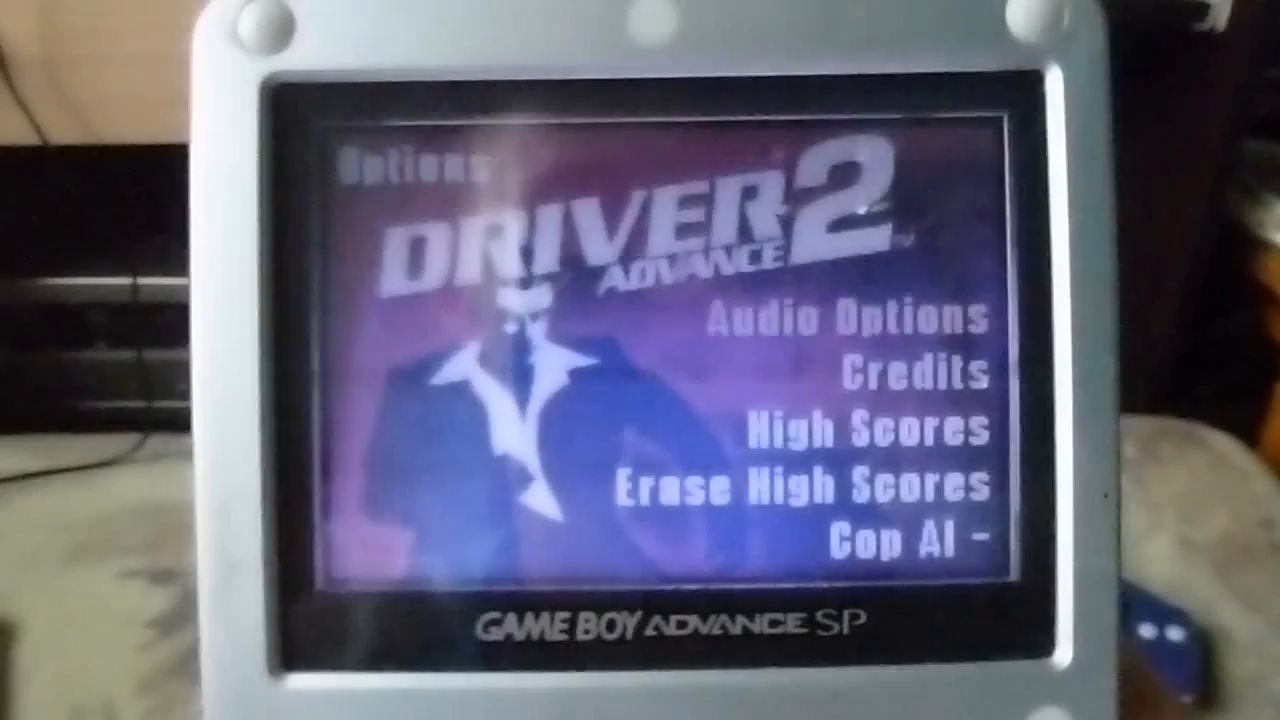 Options
DRIVER 2
ADVANCE
Audio Options
Credits
High Scores
Erase High Scores
Cop AI -
GAME BOY ADVANCE SP